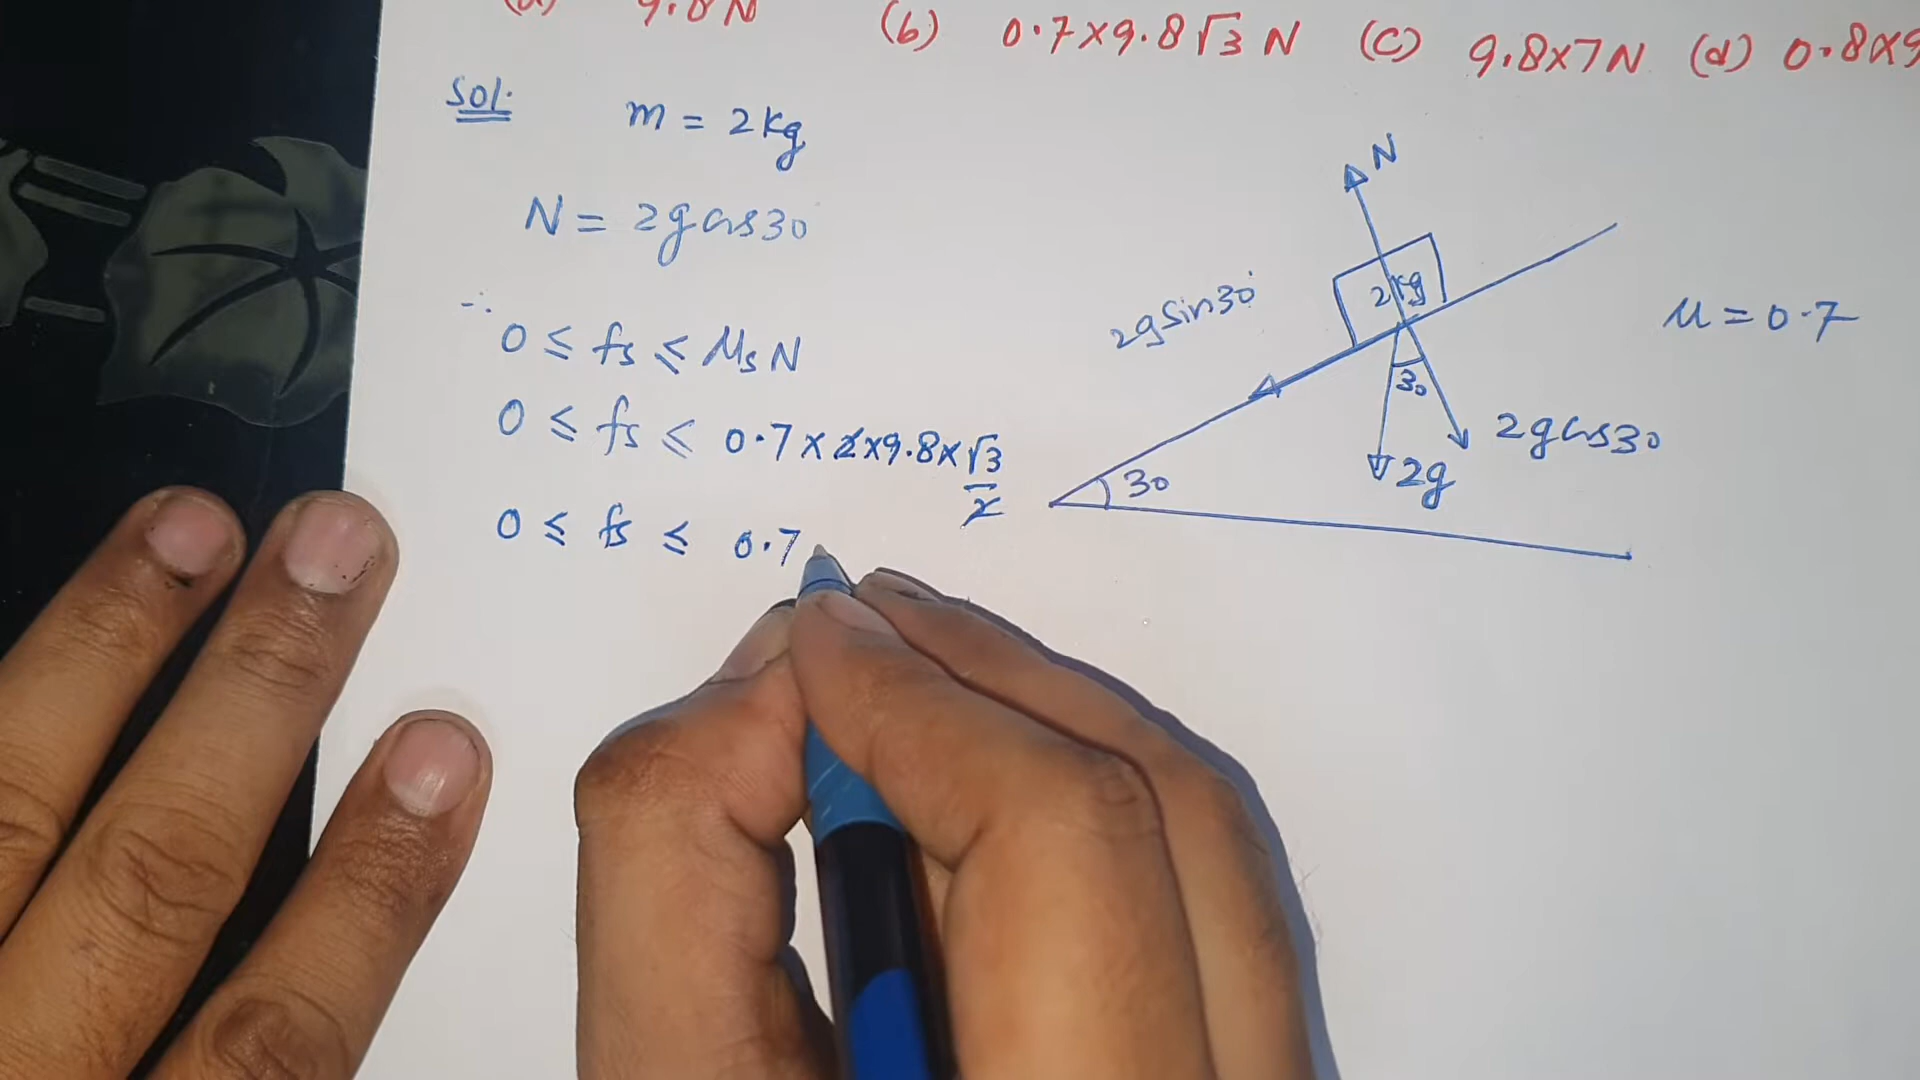 (a) 9.8N (b) 0.7×9.8√3 N (c) 9.8×7N (d) 0.8×9
Sol.
m = 2kg
N = 2g cos30
∴
0 ≤ fs ≤ μs N
0 ≤ fs ≤ 0.7×2×9.8×√3/2
0 ≤ fs ≤ 0.7
N
2kg
2g sin30
μ = 0.7
30
2g cos30
2g
30